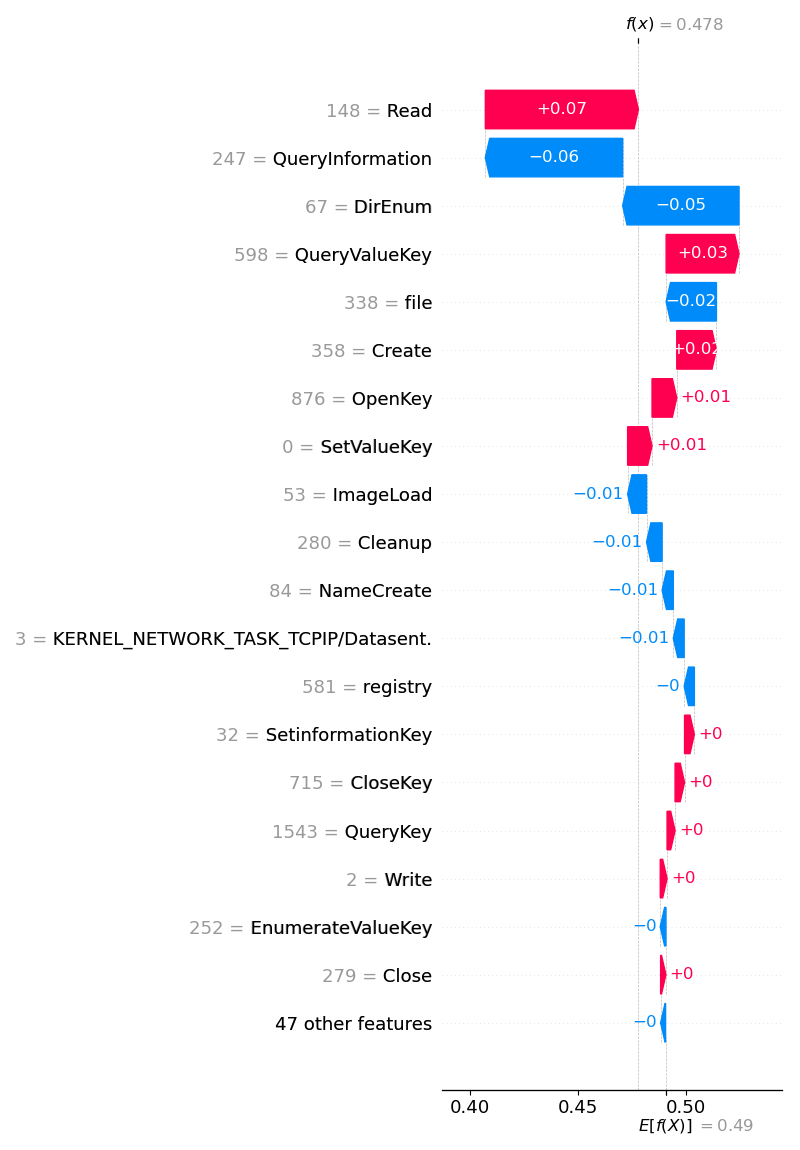 f(x) = 0.478
148 = Read
+0.07
247 = QueryInformation
−0.06
67 = DirEnum
−0.05
598 = QueryValueKey
+0.03
338 = file
−0.02
358 = Create
+0.02
876 = OpenKey
+0.01
0 = SetValueKey
+0.01
53 = ImageLoad
−0.01
280 = Cleanup
−0.01
84 = NameCreate
−0.01
3 = KERNEL_NETWORK_TASK_TCPIP/Datasent.
−0.01
581 = registry
−0
32 = SetinformationKey
+0
715 = CloseKey
+0
1543 = QueryKey
+0
2 = Write
+0
252 = EnumerateValueKey
−0
279 = Close
+0
47 other features
−0
0.40 0.45 0.50
E[f(X)] = 0.49